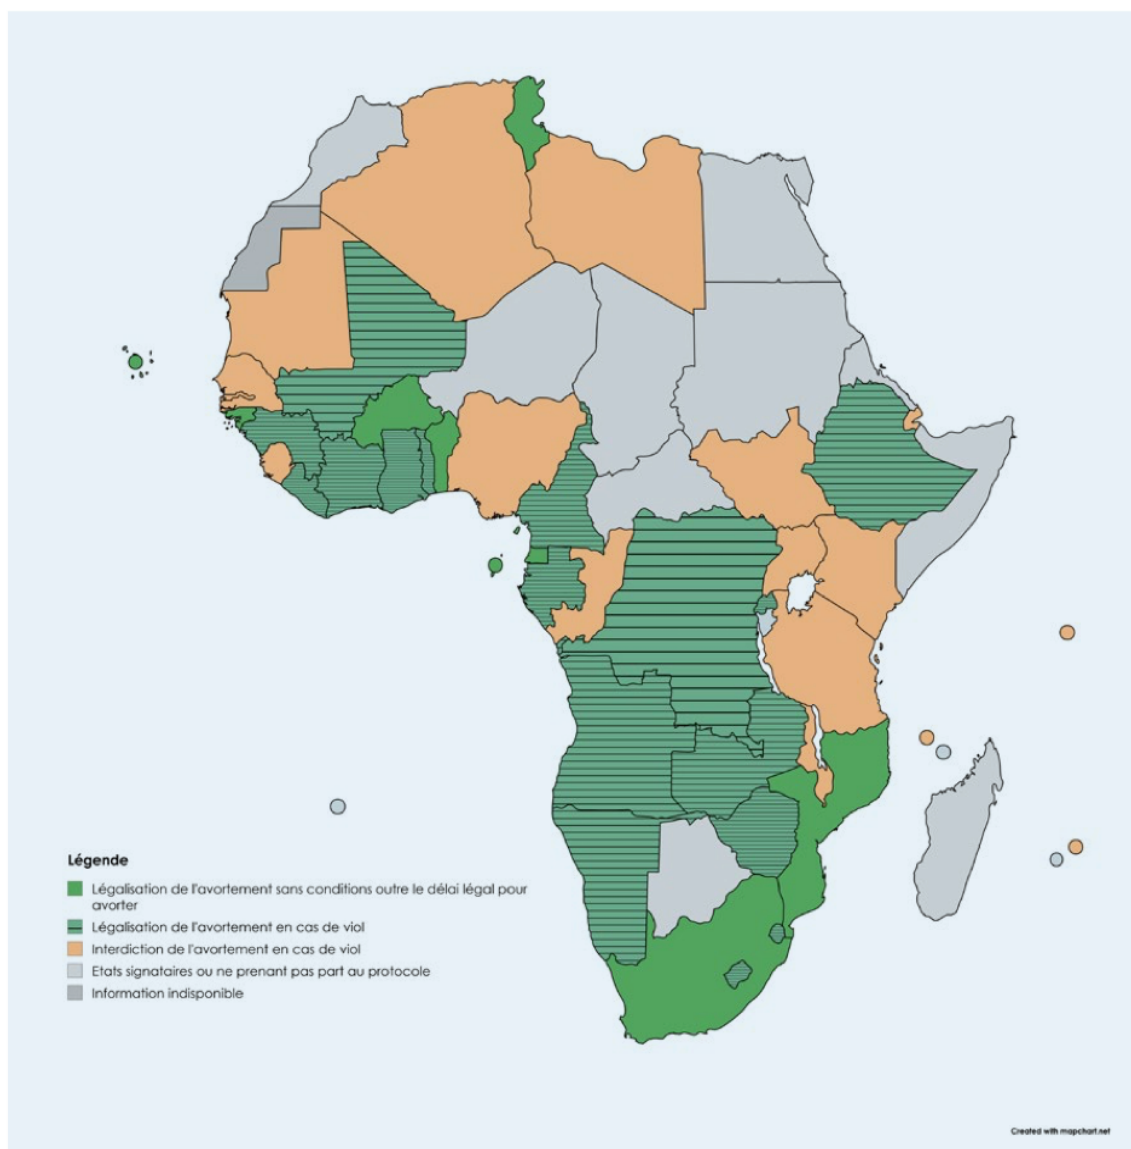 Légende
Légalisation de l'avortement sans conditions outre le délai légal pour
avorter
Légalisation de l'avortement en cas de viol
Interdiction de l'avortement en cas de viol
Etats signataires ou ne prenant pas part au protocole
Information indisponible
Created with mapchart.net